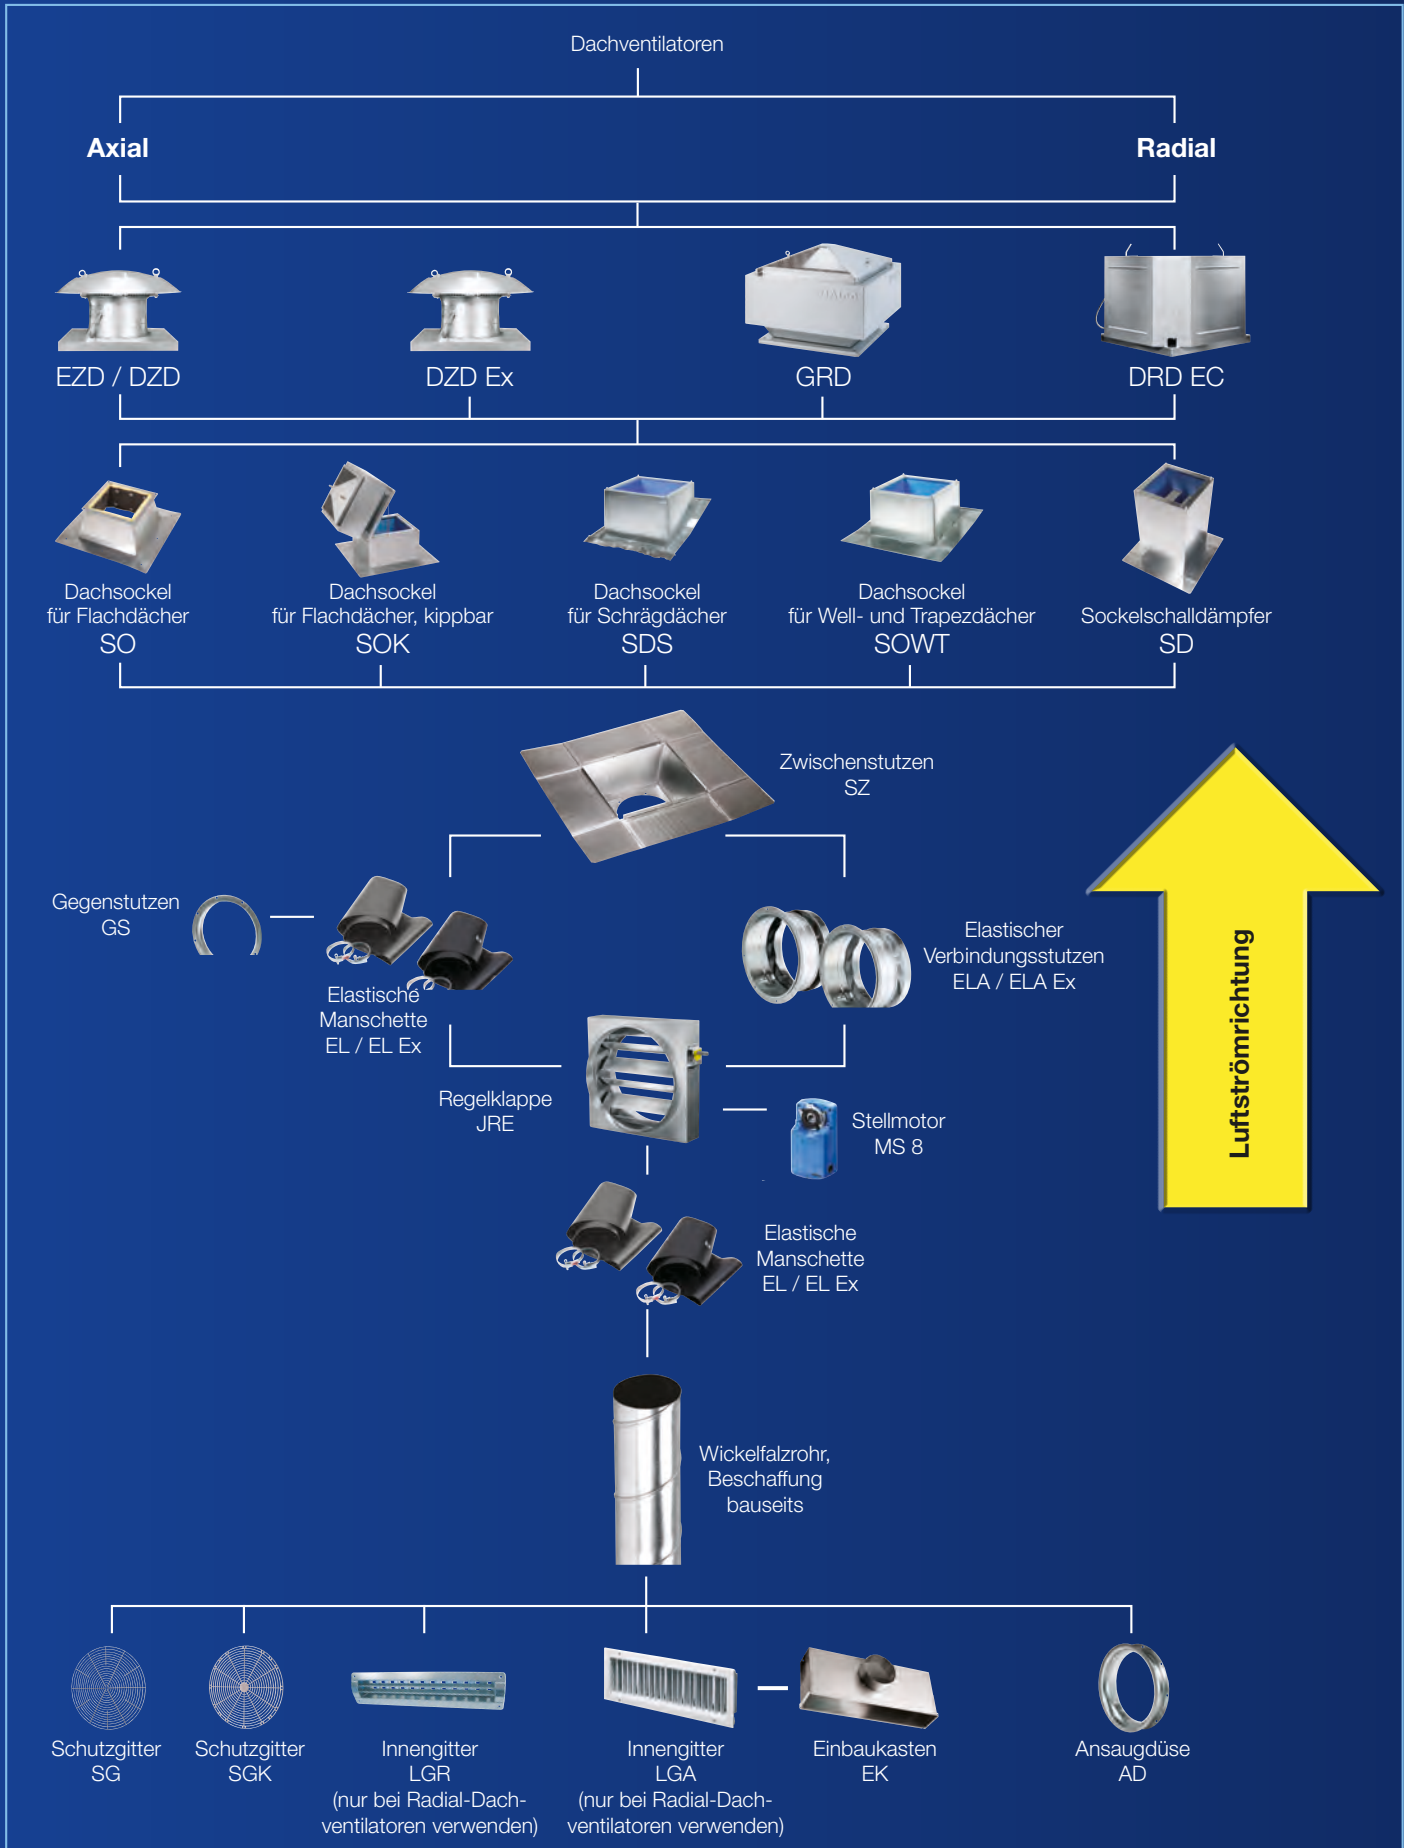 Dachventilatoren
Axial
Radial
EZD / DZD
DZD Ex
GRD
DRD EC
Dachsockel
für Flachdächer
SO
Dachsockel
für Flachdächer, kippbar
SOK
Dachsockel
für Schrägdächer
SDS
Dachsockel
für Well- und Trapezdächer
SOWT
Sockelschalldämpfer
SD
Zwischenstutzen
SZ
Gegenstutzen
GS
Elastische
Manschette
EL / EL Ex
Elastischer
Verbindungsstutzen
ELA / ELA Ex
Luftströmrichtung
Regelklappe
JRE
Stellmotor
MS 8
Elastische
Manschette
EL / EL Ex
Wickelfalzrohr,
Beschaffung
bauseits
Schutzgitter
SG
Schutzgitter
SGK
Innengitter
LGR
(nur bei Radial-Dach-
ventilatoren verwenden)
Innengitter
LGA
(nur bei Radial-Dach-
ventilatoren verwenden)
Einbaukasten
EK
Ansaugdüse
AD